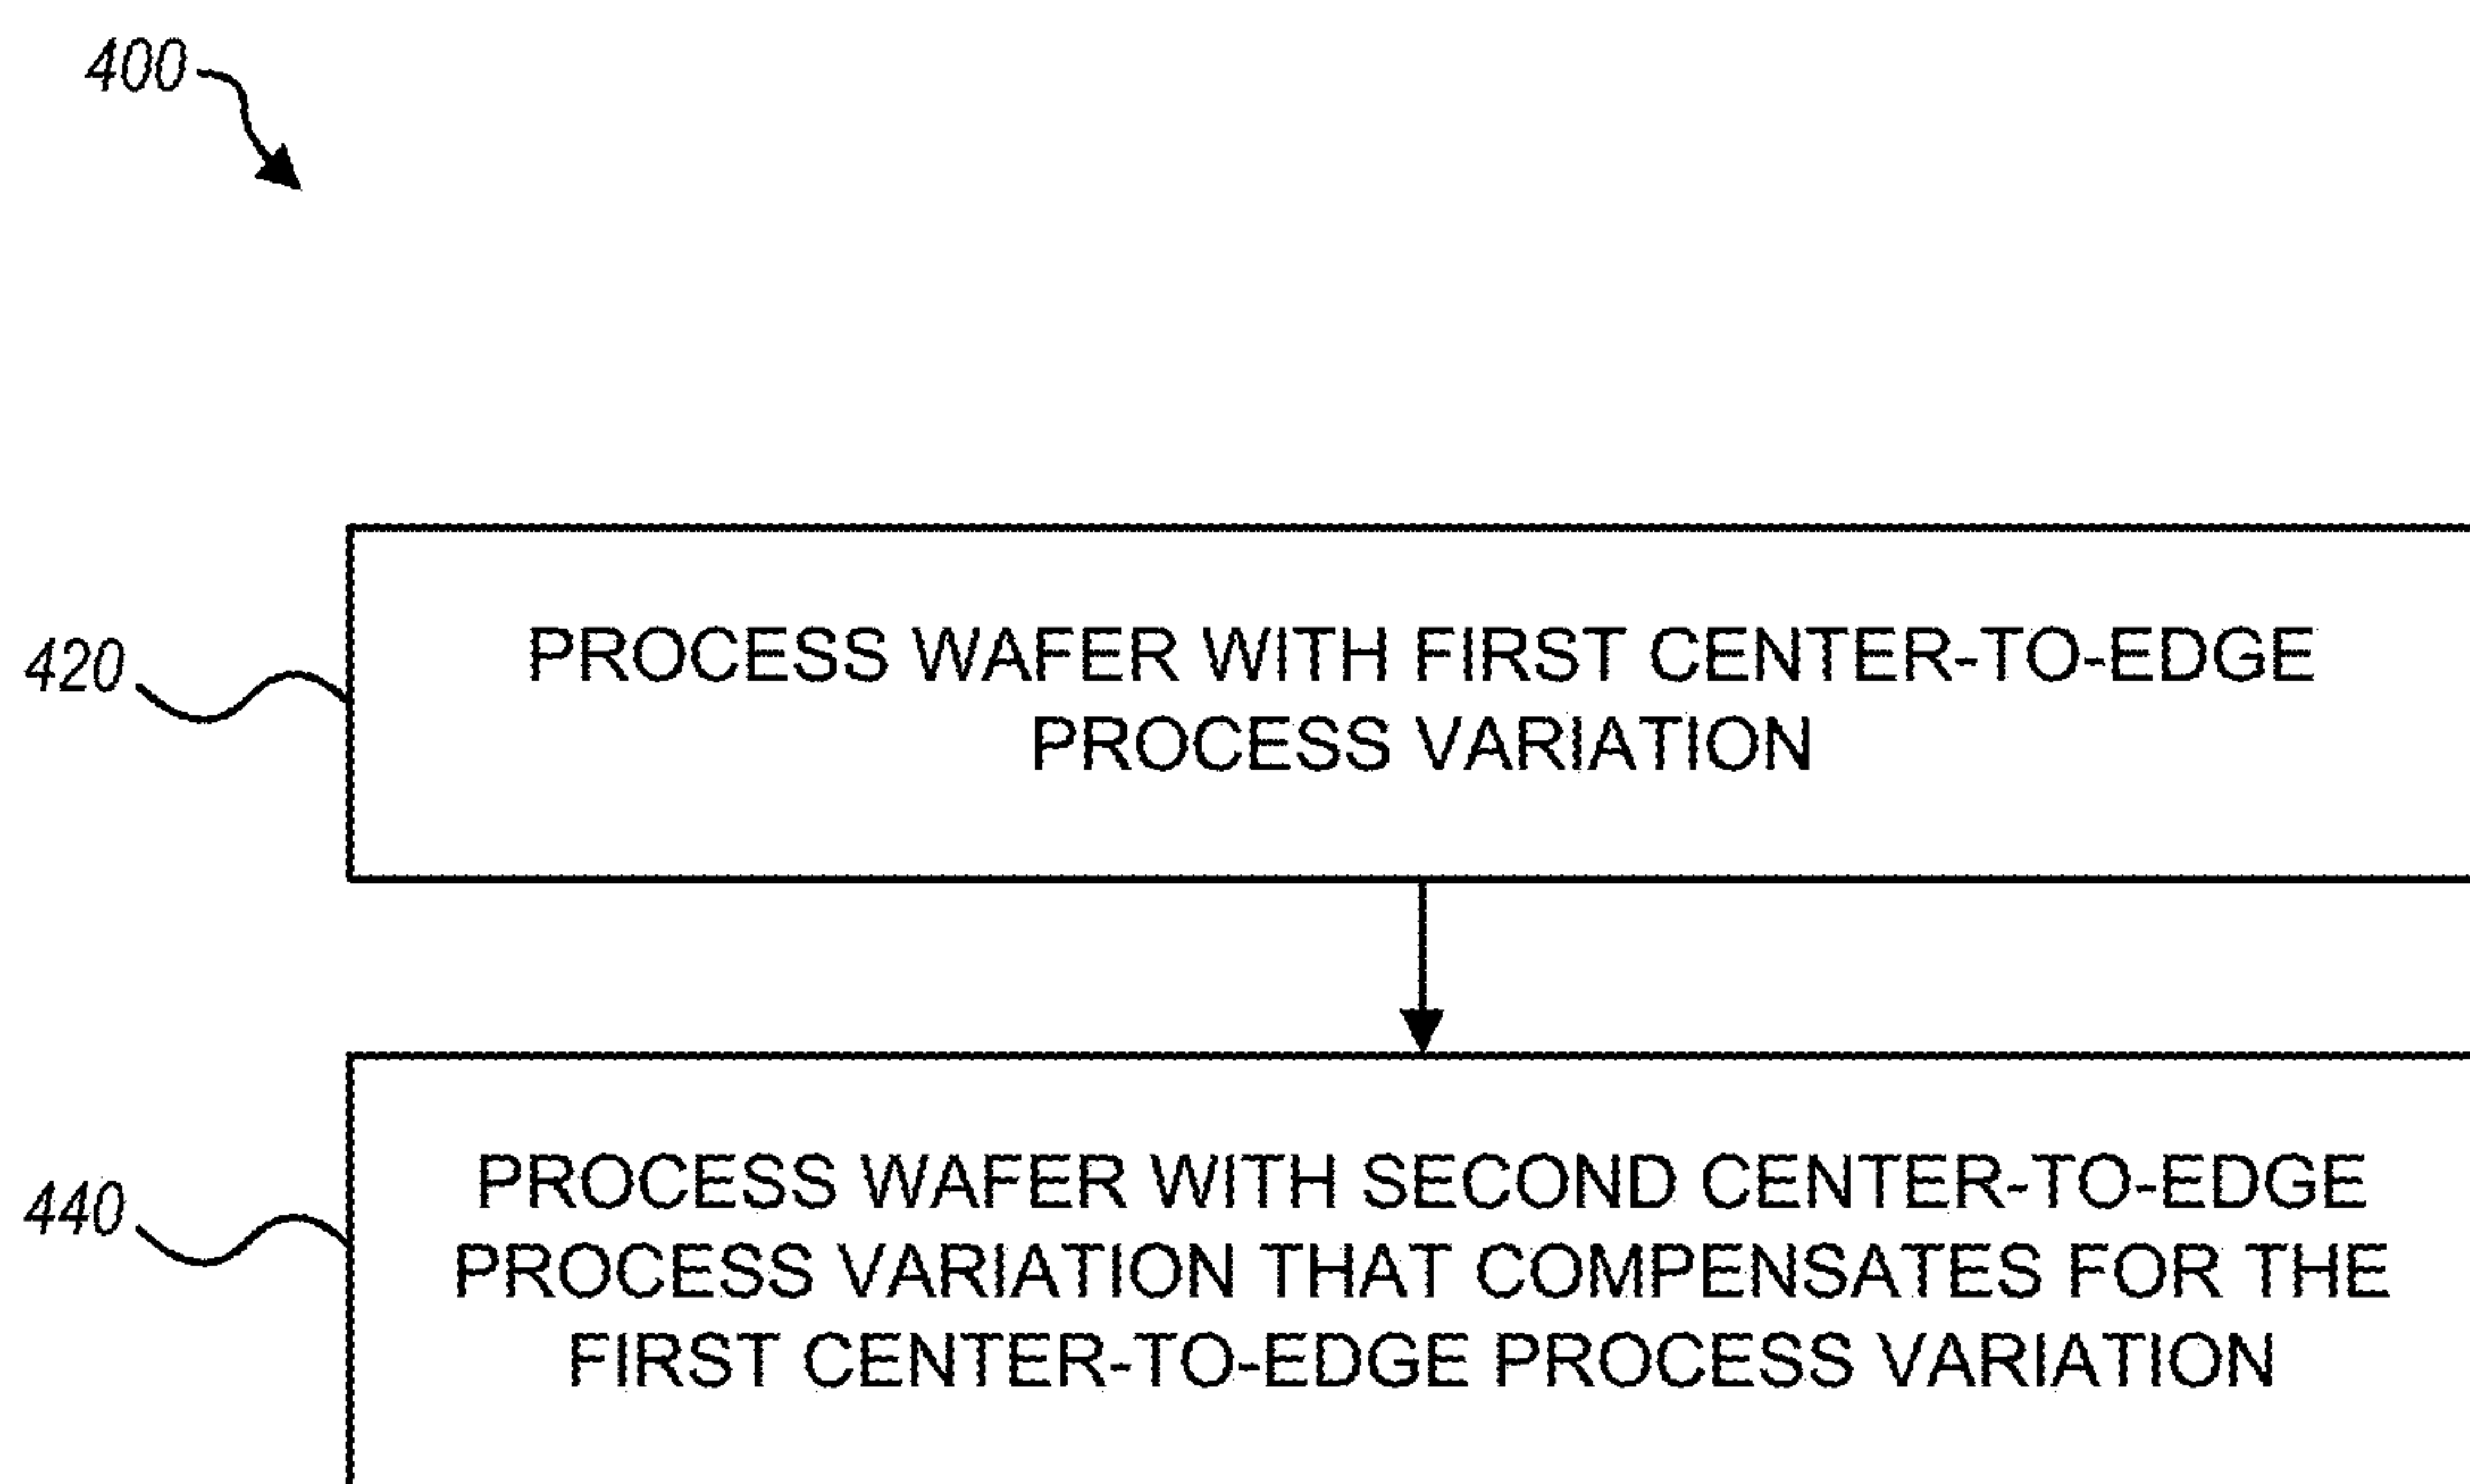 400
420
PROCESS WAFER WITH FIRST CENTER-TO-EDGE
PROCESS VARIATION
440
PROCESS WAFER WITH SECOND CENTER-TO-EDGE
PROCESS VARIATION THAT COMPENSATES FOR THE
FIRST CENTER-TO-EDGE PROCESS VARIATION